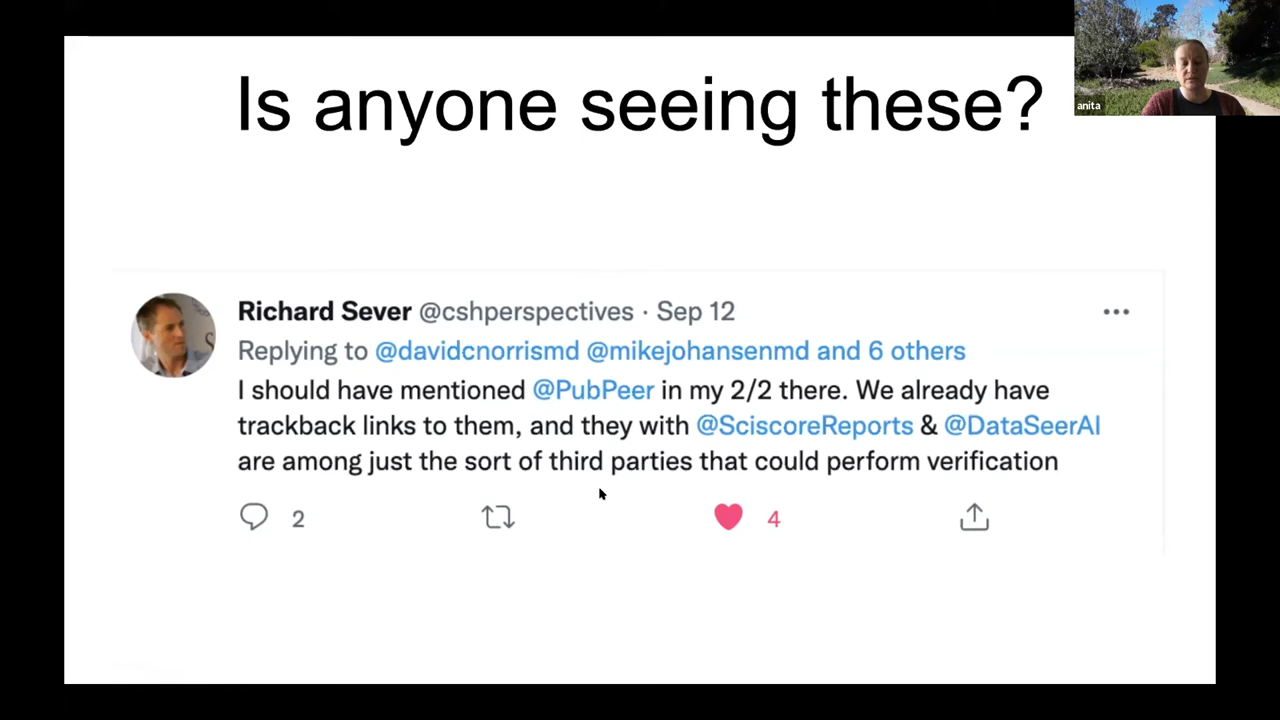 Is anyone seeing these?
anita
Richard Sever @cshperspectives · Sep 12
Replying to @davidcnorrismd @mikejohansenmd and 6 others
I should have mentioned @PubPeer in my 2/2 there. We already have
trackback links to them, and they with @SciscoreReports & @DataSeerAI
are among just the sort of third parties that could perform verification
2 4